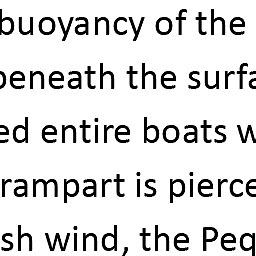 buoyancy of the
beneath the surfa
ed entire boats w
rampart is pierce
sh wind, the Peq